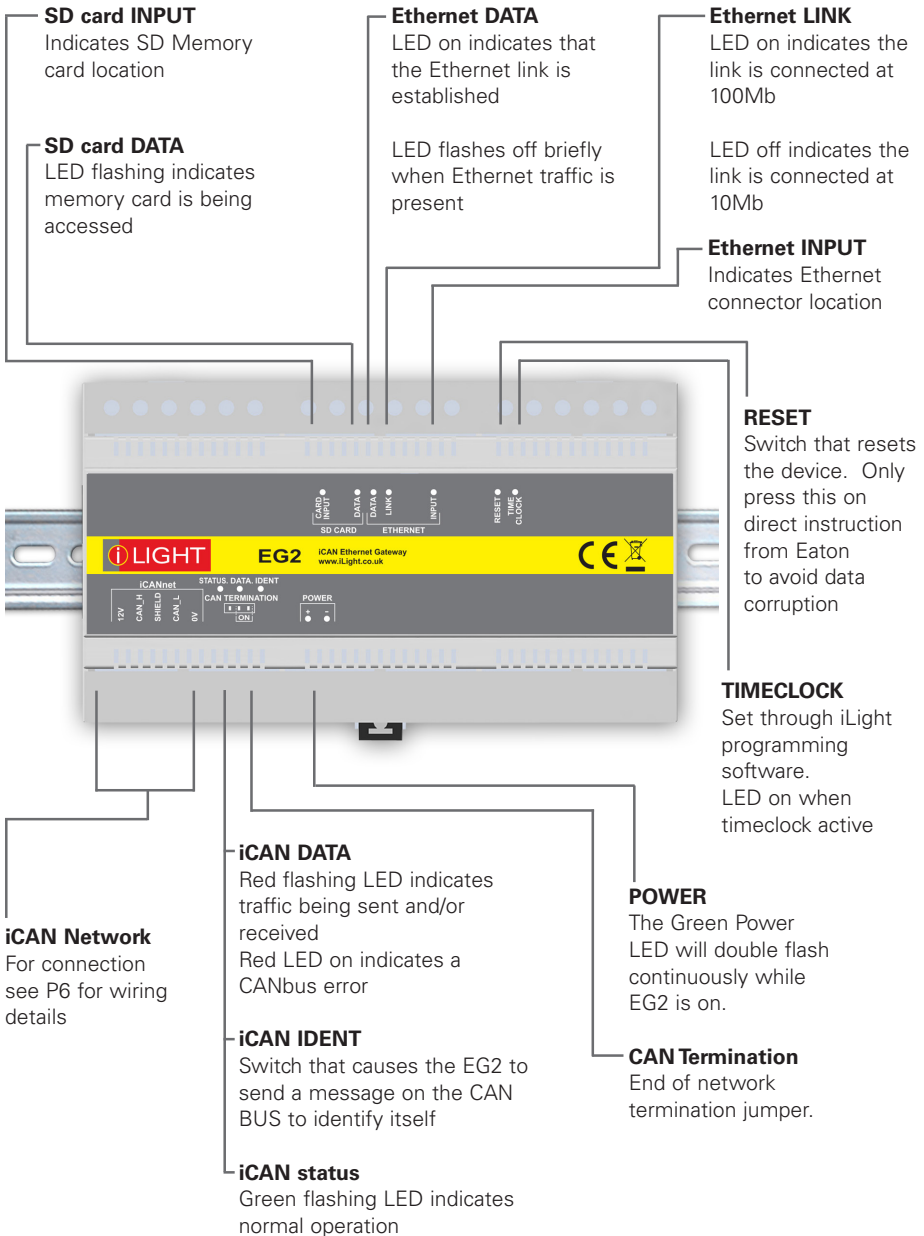 SD card INPUT
Indicates SD Memory
card location
SD card DATA
LED flashing indicates
memory card is being
accessed
Ethernet DATA
LED on indicates that
the Ethernet link is
established
LED flashes off briefly
when Ethernet traffic is
present
Ethernet LINK
LED on indicates the
link is connected at
100Mb
LED off indicates the
link is connected at
10Mb
Ethernet INPUT
Indicates Ethernet
connector location
RESET
Switch that resets
the device. Only
press this on
direct instruction
from Eaton
to avoid data
corruption
TIMECLOCK
Set through iLight
programming
software.
LED on when
timeclock active
CARD
INPUT
DATA
DATA
LINK
INPUT
RESET
TIME
CLOCK
SD CARD
ETHERNET
i LIGHT
EG2
iCAN Ethernet Gateway
www.iLight.co.uk
CE
iCANnet
12V
CAN_H
SHIELD
CAN_L
0V
STATUS. DATA. IDENT
CAN TERMINATION
ON
POWER
+ -
iCAN Network
For connection
see P6 for wiring
details
iCAN DATA
Red flashing LED indicates
traffic being sent and/or
received
Red LED on indicates a
CANbus error
iCAN IDENT
Switch that causes the EG2 to
send a message on the CAN
BUS to identify itself
iCAN status
Green flashing LED indicates
normal operation
POWER
The Green Power
LED will double flash
continuously while
EG2 is on.
CAN Termination
End of network
termination jumper.